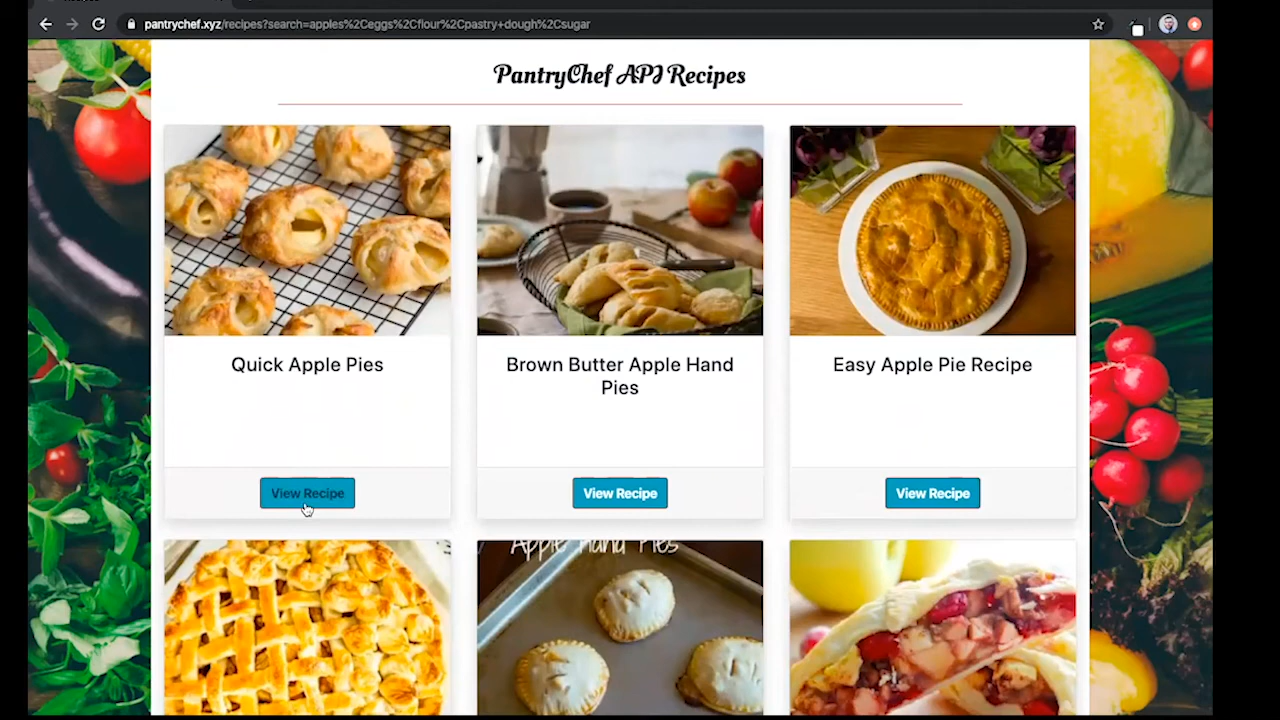 pantrychef.xyz/recipes?search=apples%2Ceggs%2Cflour%2Cpastry+dough%2Csugar
PantryChef API Recipes
Quick Apple Pies
Brown Butter Apple Hand
Pies
Easy Apple Pie Recipe
View Recipe
View Recipe
View Recipe
Apple Hand Pies